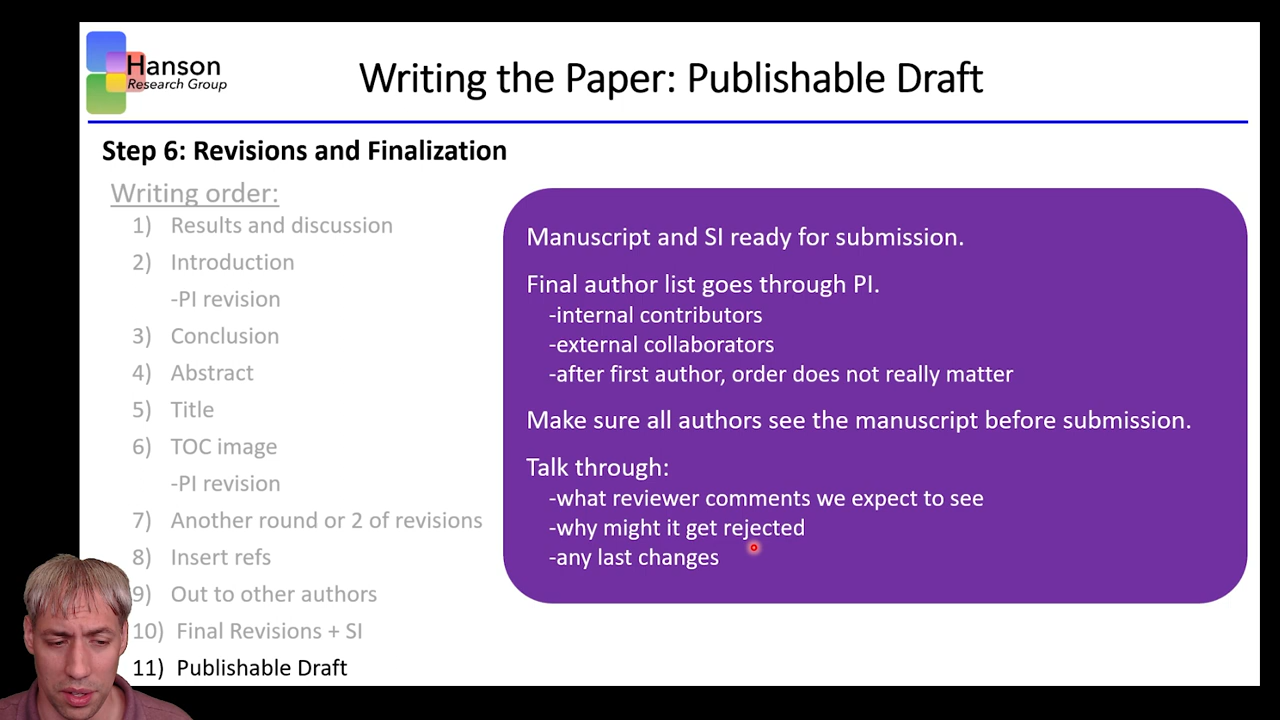 Hanson
Research Group
Writing the Paper: Publishable Draft
Step 6: Revisions and Finalization
Writing order:
1) Results and discussion
2) Introduction
-PI revision
3) Conclusion
4) Abstract
5) Title
6) TOC image
-PI revision
7) Another round or 2 of revisions
8) Insert refs
9) Out to other authors
10) Final Revisions + SI
11) Publishable Draft
Manuscript and SI ready for submission.
Final author list goes through PI.
-internal contributors
-external collaborators
-after first author, order does not really matter
Make sure all authors see the manuscript before submission.
Talk through:
-what reviewer comments we expect to see
-why might it get rejected
-any last changes